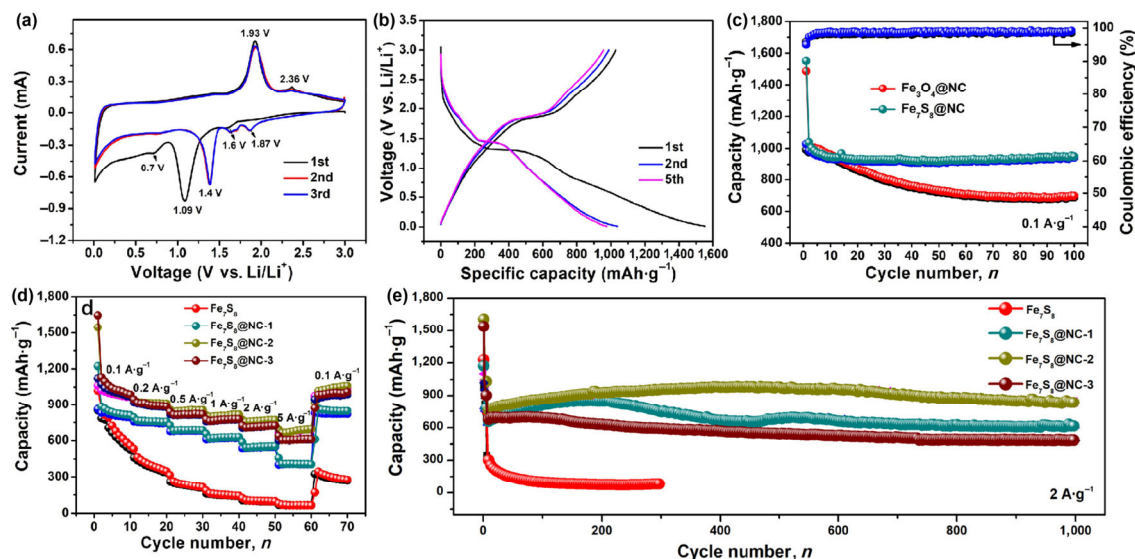 (a)
Current (mA)
1.2
0.6
0.0
−0.3
−0.6
−0.9
−1.2
0.0 0.5 1.0 1.5 2.0 2.5 3.0
Voltage (V vs. Li/Li⁺)
1.93 V
2.36 V
0.7 V
1.09 V
1.4 V
1.6 V
1.87 V
1st
2nd
3rd
(b)
Voltage (V vs. Li/Li⁺)
3.6
3.0
2.4
1.8
1.2
0.6
0.0
0 200 400 600 800 1,000 1,200 1,400 1,600
Specific capacity (mAh·g⁻¹)
1st
2nd
5th
(c)
Capacity (mAh·g⁻¹)
1,800
1,600
1,400
1,200
1,000
800
600
400
0 10 20 30 40 50 60 70 80 90 100
Cycle number, n
Coulombic efficiency (%)
100
90
80
70
60
50
40
Fe₃O₄@NC
Fe₇S₈@NC
0.1 A·g⁻¹
(d)
d
Capacity (mAh·g⁻¹)
1,800
1,500
1,200
900
600
300
0
0 10 20 30 40 50 60 70
Cycle number, n
Fe₇S₈
Fe₇S₈@NC-1
Fe₇S₈@NC-2
Fe₇S₈@NC-3
0.1 A·g⁻¹
0.2 A·g⁻¹
0.5 A·g⁻¹
1 A·g⁻¹
2 A·g⁻¹
5 A·g⁻¹
0.1 A·g⁻¹
(e)
Capacity (mAh·g⁻¹)
1,800
1,500
1,200
900
600
300
0
0 200 400 600 800 1,000
Cycle number, n
Fe₇S₈
Fe₇S₈@NC-1
Fe₇S₈@NC-2
Fe₇S₈@NC-3
2 A·g⁻¹